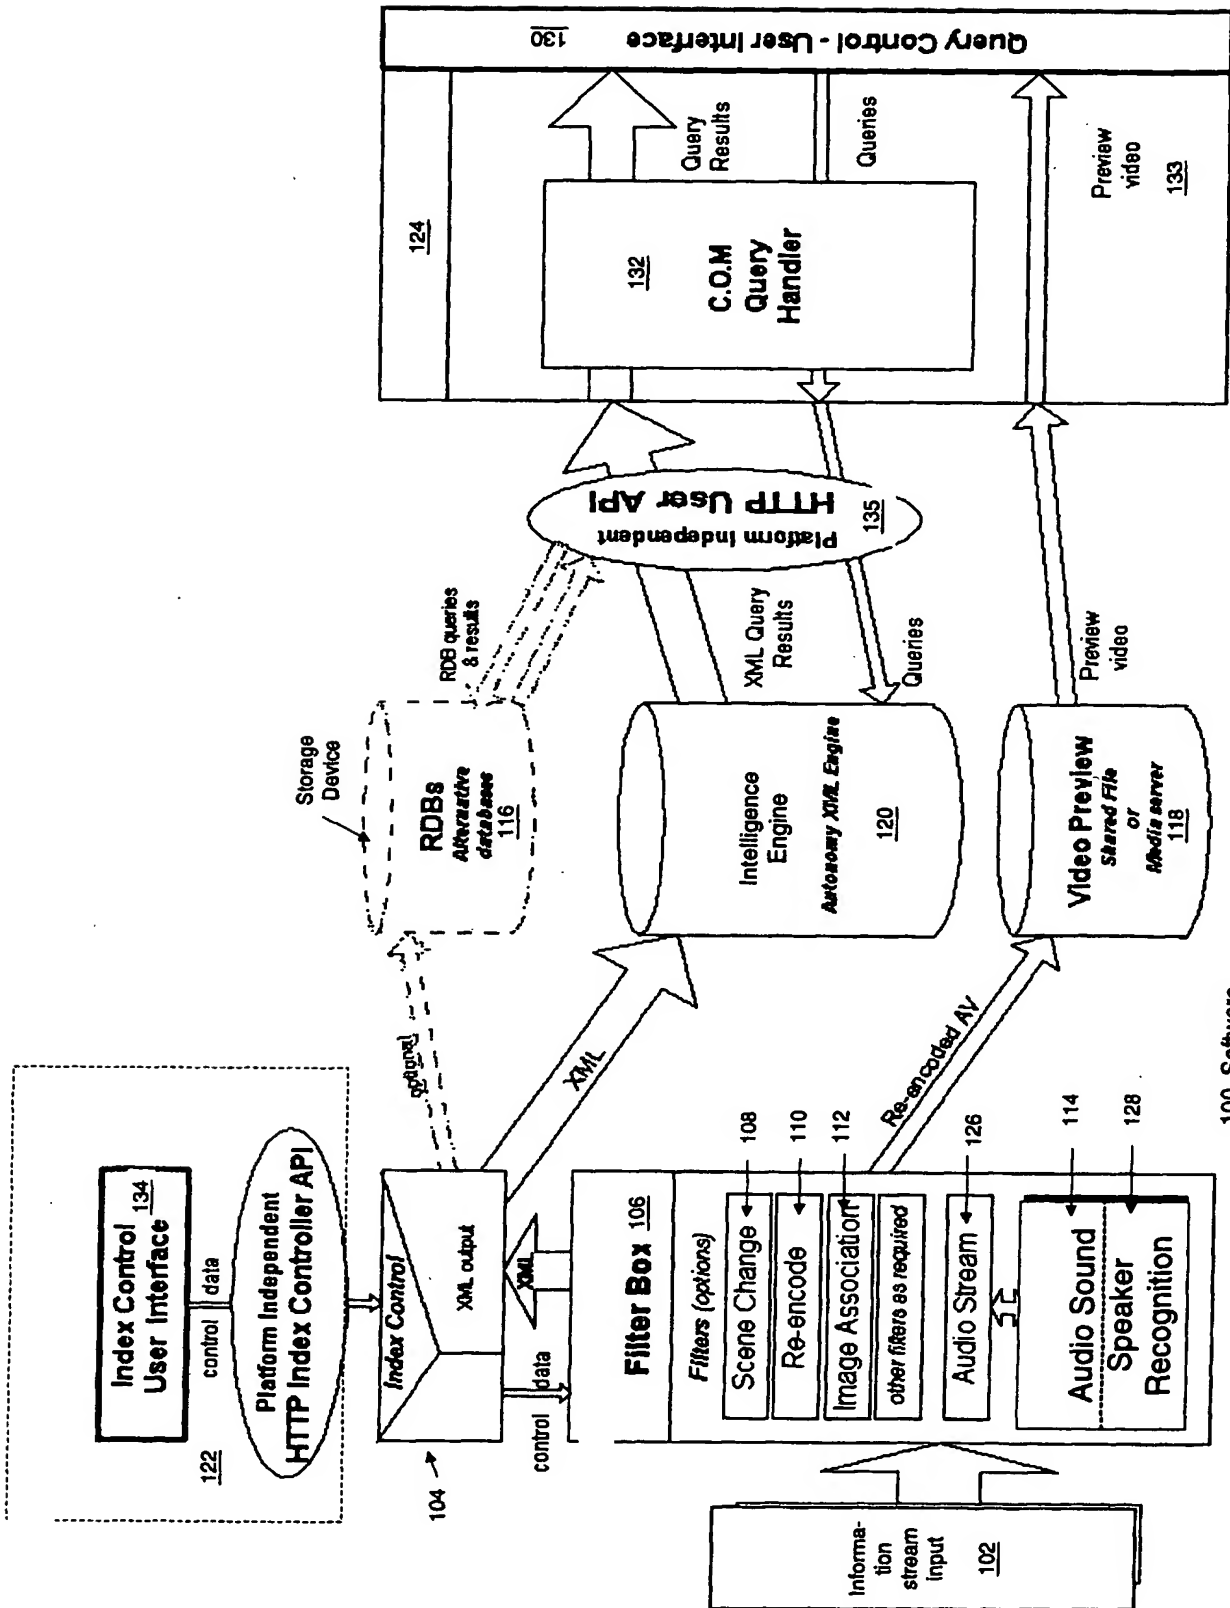 Index Control
134
User Interface
control
data
122
Platform Independent
HTTP Index Controller API
104
Index Control
XML output
control
data
XML
optional
XML
Storage
Device
RDBs
Alternative
databases
116
RDB queries
& results
Filter Box 106
Filters (options)
Scene Change
108
Re-encode
110
Image Association
112
other filters as required
Audio Stream
126
Audio Sound
114
Speaker
128
Recognition
Informa-
tion
stream
input
102
Re-encoded AV
Intelligence
Engine
Autonomy XML Engine
120
XML Query
Results
Queries
Platform Independent
HTTP User API
135
Video Preview
Shared File
or
Media server
118
Preview
video
124
132
C.O.M
Query
Handler
Query
Results
Queries
Preview
video
133
Query Control - User Interface
130
100 Software